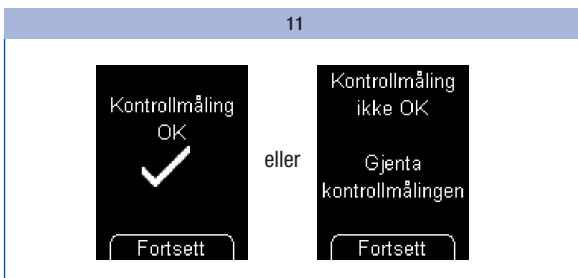 11
Kontrollmåling
OK
Fortsett
eller
Kontrollmåling
ikke OK
Gjenta
kontrollmålingen
Fortsett